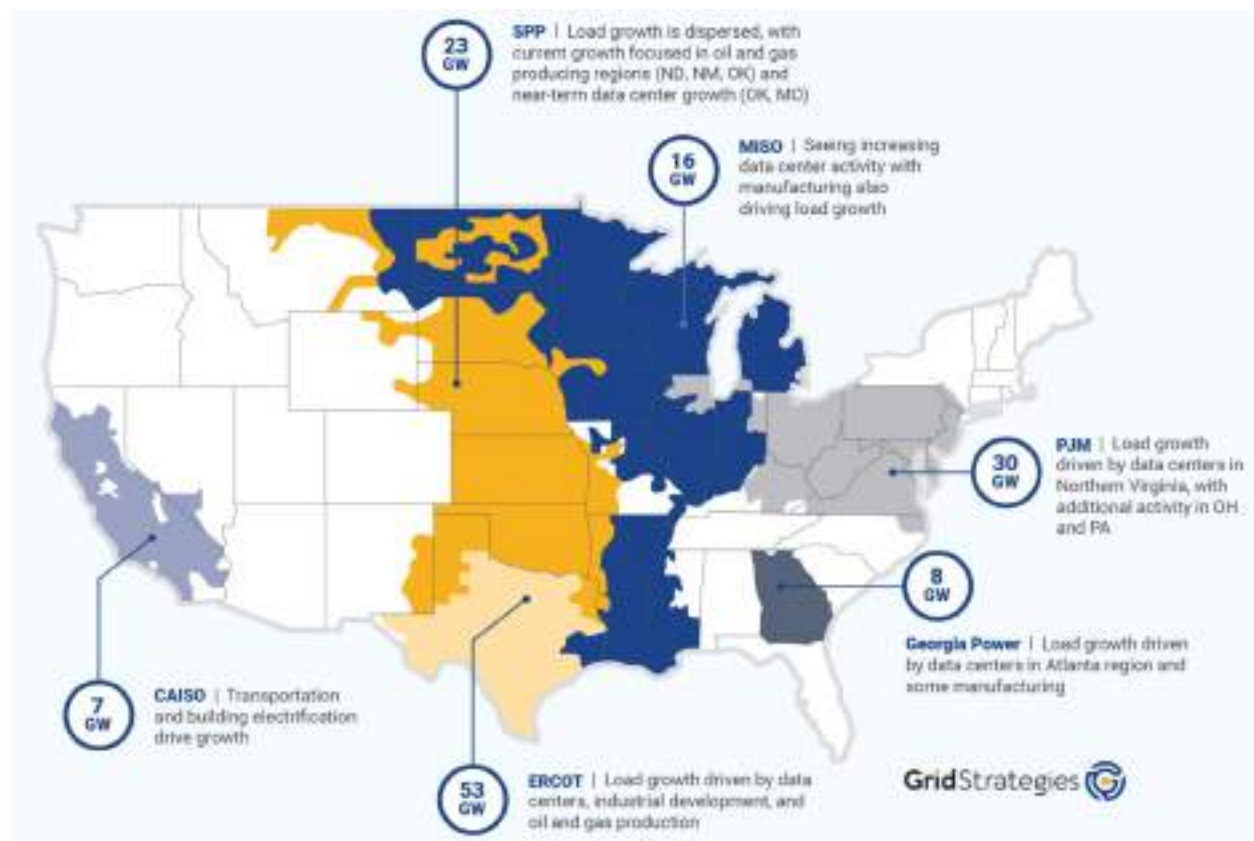 23
GW
SPP | Load growth is dispersed, with
current growth focused in oil and gas
producing regions (ND, NM, OK) and
near-term data center growth (OK, MO)
16
GW
MISO | Seeing increasing
data center activity with
manufacturing also
driving load growth
30
GW
PJM | Load growth
driven by data centers in
Northern Virginia, with
additional activity in OH
and PA
8
GW
Georgia Power | Load growth driven
by data centers in Atlanta region and
some manufacturing
7
GW
CAISO | Transportation
and building electrification
drive growth
53
GW
ERCOT | Load growth driven by data
centers, industrial development, and
oil and gas production
GridStrategies